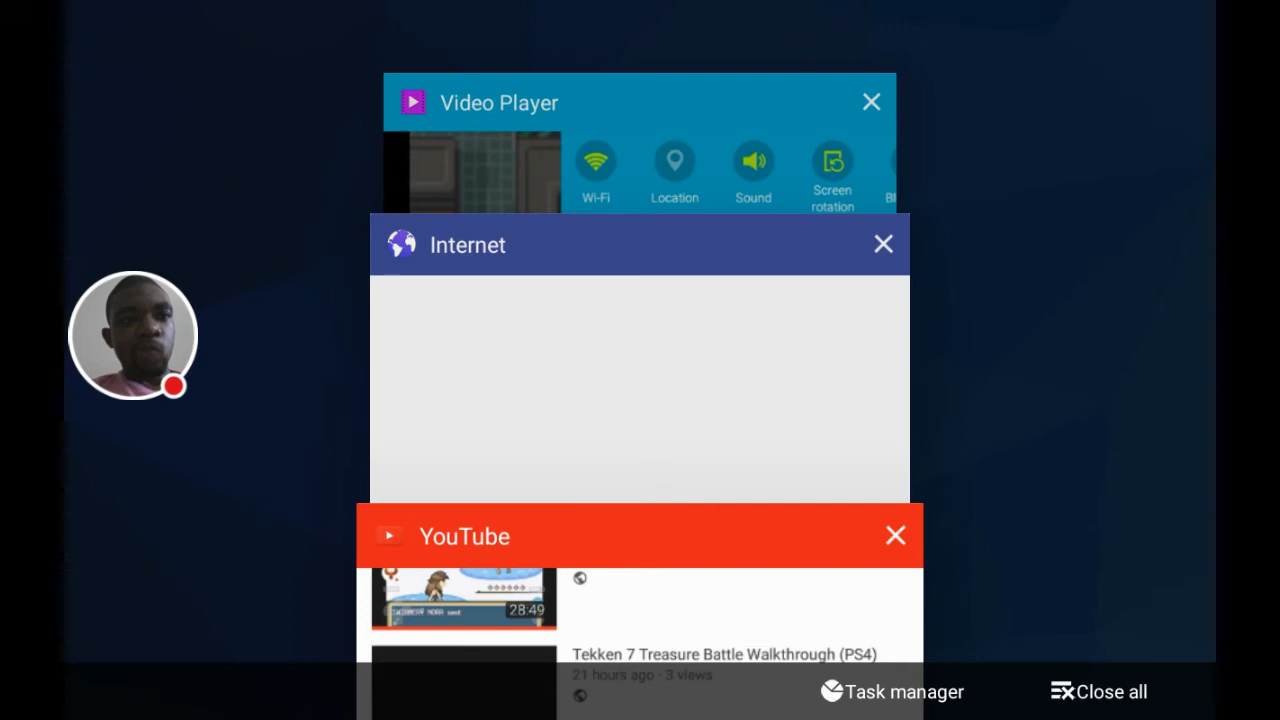 Video Player
Wi-Fi
Location
Sound
Screen
rotation
Internet
YouTube
28:49
Tekken 7 Treasure Battle Walkthrough (PS4)
21 hours ago · 3 views
Task manager
Close all